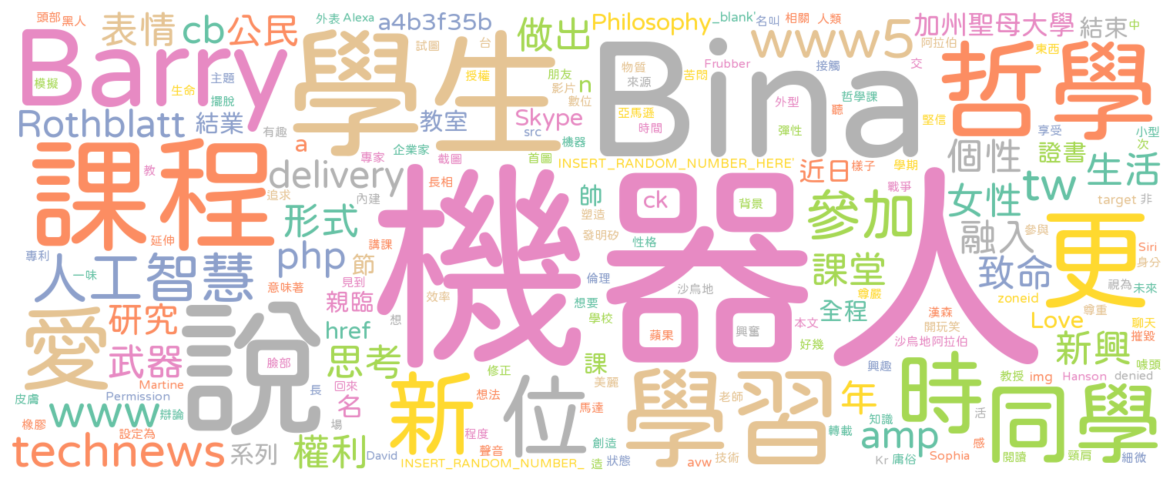 頭部 黑人 表情 cb 公民 外表 Alexa a4b3f35b 做出 Philosophy _blank' 名叫 相關 人類 加州聖母大學 結束 中
模擬 Barry 生命 主題 擺脫 學生 試圖 台 授權 朋友 影片 n 數位 物質 來源 Bina 苦悶 Frubber 接觸 www5 阿拉伯 交 哲學 東西
Rothblatt 結業 有趣 a 企業家 教室 Skype src 機器 亞馬遜 時間 外型 彈性 聽 哲學課 堅信 享受 小型 次
課程 教 專家 截圖 首圖 INSERT_RANDOM_NUMBER_HERE' 近日 樣子 學期 個性 證書 生活
追求 delivery 內建 長相 帥 塑造 ck 背景 戰爭 女性 tw target 非
延伸 形式 講課 機器人 發明矽 性格 參加 融入 參與 更 Siri
專利 人工智慧 php 節 見到 意味著 倫理 沙烏地 課堂 尊嚴 致命 身分
一味 親臨 效率 想要 全程 zoneid 視為 未來
愛 研究 說 href 想 學校 蘋果 興奮 本文 好幾 漢森 開玩笑 Love 尊重 聊天 摧毀
武器 臉部 思考 修正 課 沙烏地阿拉伯 新興
Martine 皮膚 長 回來 新 想法 位 美麗 學習 老師 年 興趣 時 教授 img Hanson 同學 denied 噱頭
www Permission 辯論 名 馬達 知識 活
橡膠 設定為 場 程度 創造 轉載 amp 感
technews 系列 權利 David 聲音 造 狀態 avw 技術 Kr 庸俗 Sophia 閱讀 頸肩 細微
INSERT_RANDOM_NUMBER_